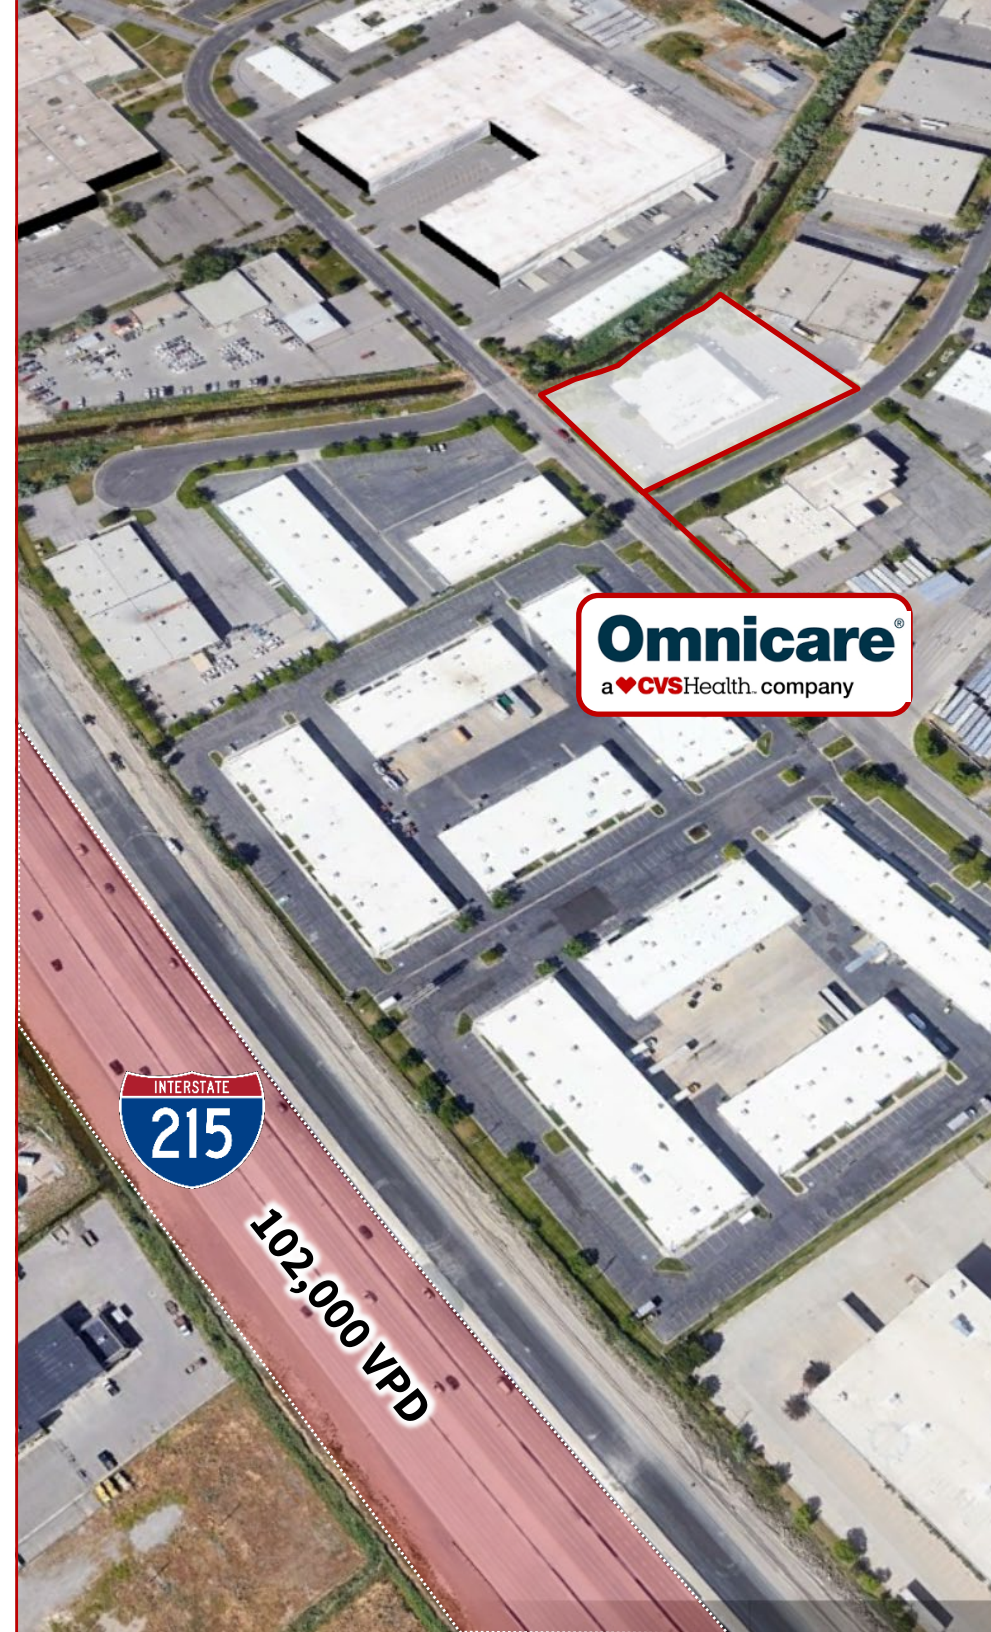 Omnicare®
a CVSHealth. company
INTERSTATE
215
102,000 VPD